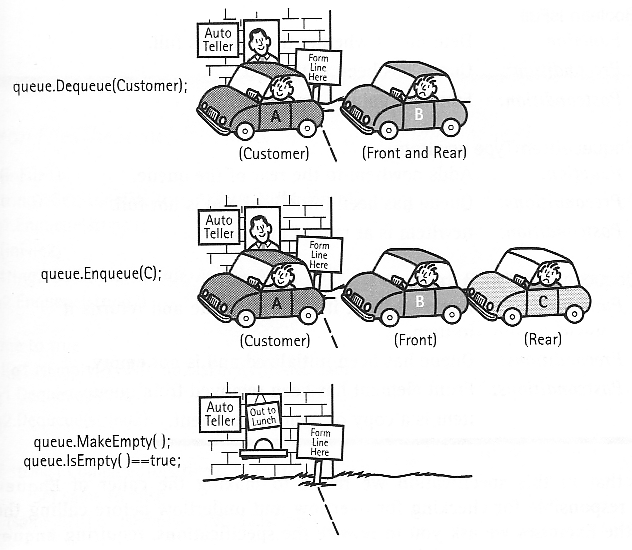 Auto
Teller
Form
Line
Here
queue.Dequeue(Customer);
A
B
(Customer)
(Front and Rear)
Auto
Teller
Form
Line
Here
queue.Enqueue(C);
A
B
C
(Customer)
(Front)
(Rear)
Auto
Teller
Out to
Lunch
Form
Line
Here
queue.MakeEmpty( );
queue.IsEmpty( )==true;